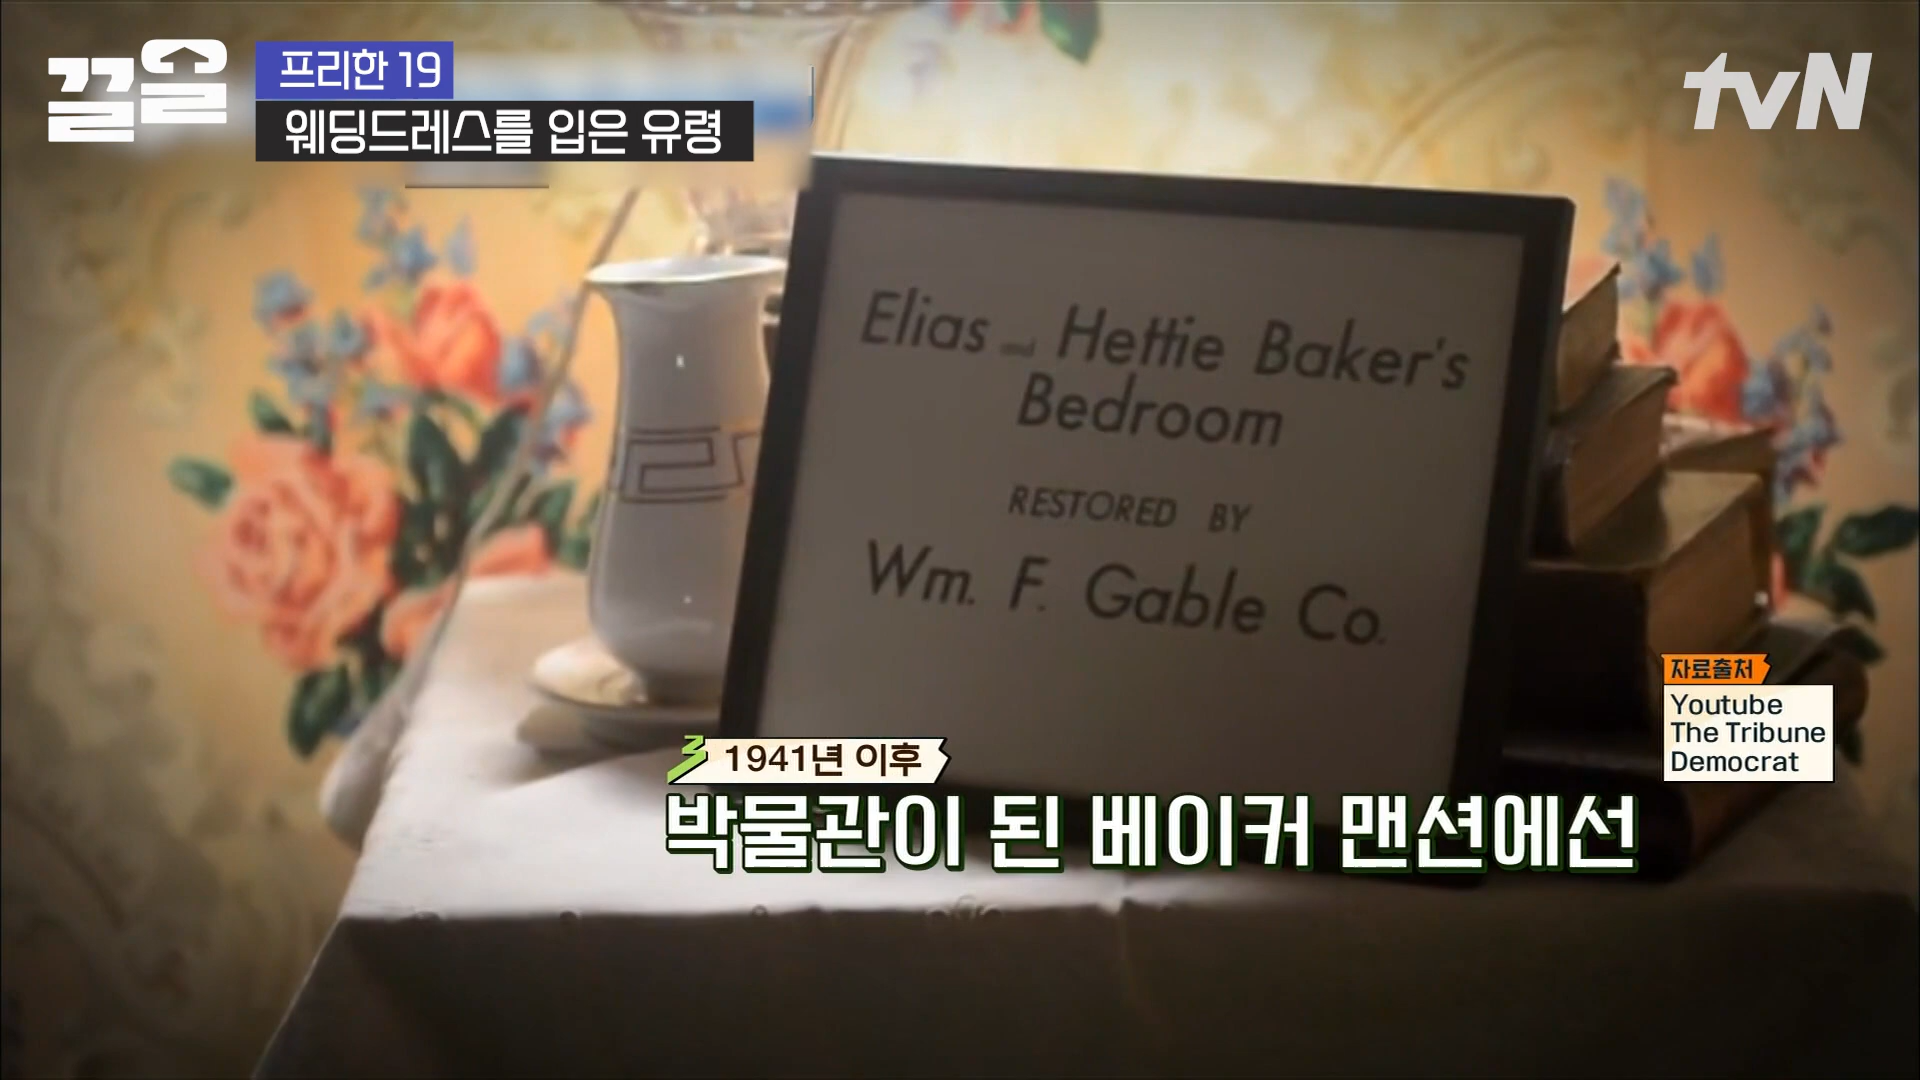 끌올
프리한 19
웨딩드레스를 입은 유령
tvN
Elias and Hettie Baker's
Bedroom
RESTORED BY
Wm. F. Gable Co.
자료출처
Youtube
The Tribune
Democrat
1941년 이후
박물관이 된 베이커 맨션에선